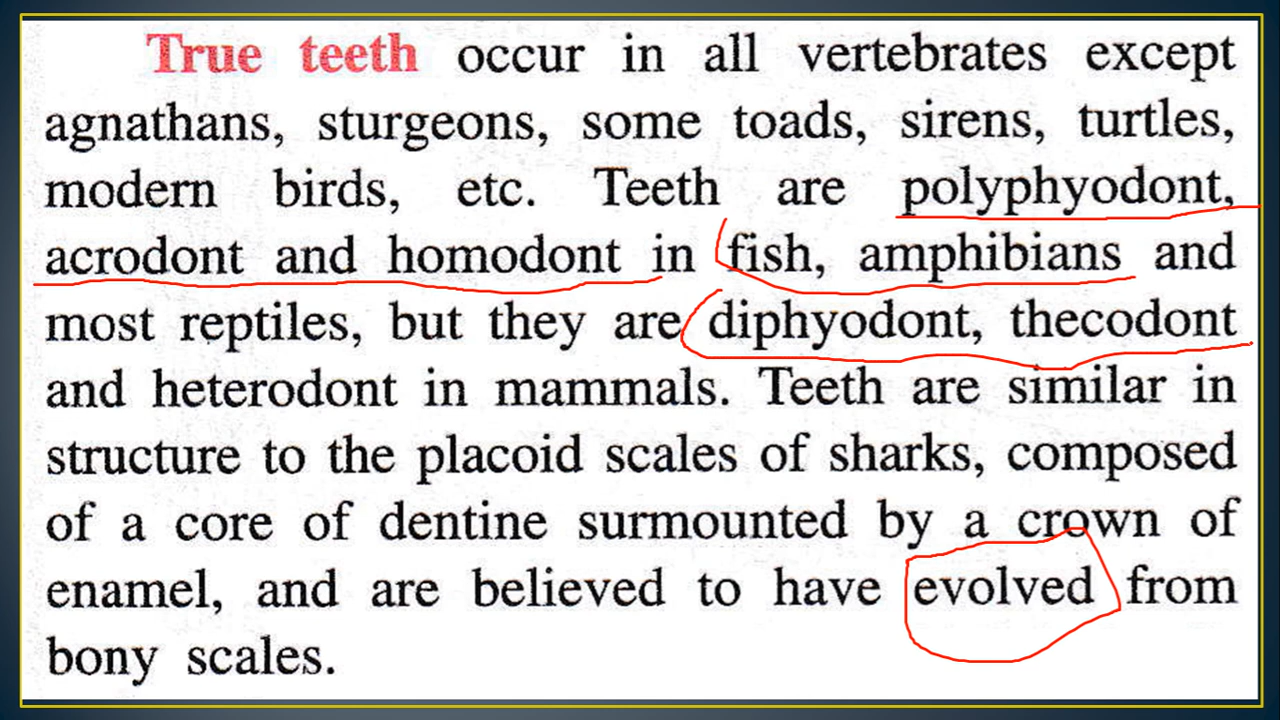 True teeth occur in all vertebrates except
agnathans, sturgeons, some toads, sirens, turtles,
modern birds, etc. Teeth are polyphyodont,
acrodont and homodont in fish, amphibians and
most reptiles, but they are diphyodont, thecodont
and heterodont in mammals. Teeth are similar in
structure to the placoid scales of sharks, composed
of a core of dentine surmounted by a crown of
enamel, and are believed to have evolved from
bony scales.